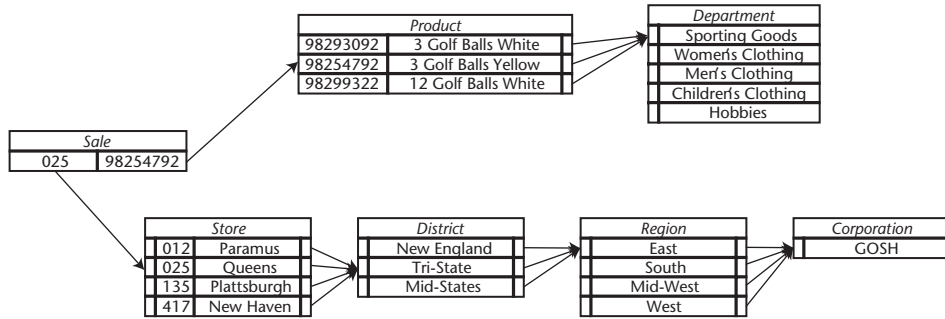 Product
98293092 3 Golf Balls White
98254792 3 Golf Balls Yellow
98299322 12 Golf Balls White
Department
Sporting Goods
Women's Clothing
Men's Clothing
Children's Clothing
Hobbies
Sale
025 98254792
Store
012 Paramus
025 Queens
135 Plattsburgh
417 New Haven
District
New England
Tri-State
Mid-States
Region
East
South
Mid-West
West
Corporation
GOSH